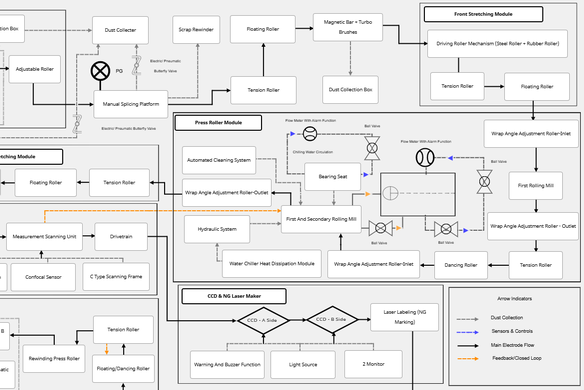 ction Box
Dust Collecter
Scrap Rewinder
Floating Roller
Magnetic Bar + Turbo
Brushes
Front Stretching Module
Driving Roller Mechanism (Steel Roller + Rubber Roller)
Adjustable Roller
PG
Electric Pneumatic
Butterfly Valve
Manual Splicing Platform
Tension Roller
Dust Collection Box
Tension Roller
Floating Roller
Electric Pneumatic Butterfly Valve
Press Roller Module
Flow Meter With Alarm Function
Ball Valve
Chilling Water Circulation
Flow Meter With Alarm Function
Ball Valve
Wrap Angle Adjustment Roller-Inlet
tching Module
Automated Cleaning System
Bearing Seat
Floating Roller
Tension Roller
Wrap Angle Adjustment Roller-Outlet
First Rolling Mill
First And Secondary Rolling Mill
Wrap Angle Adjustment Roller - Outlet
Measurement Scanning Unit
Drivetrain
Hydraulic System
Ball Valve
Ball Valve
Confocal Sensor
C Type Scanning Frame
Water Chiller Heat Dissipation Module
Wrap Angle Adjustment Roller-Inlet
Dancing Roller
Tension Roller
CCD & NG Laser Maker
CCD - A Side
CCD - B Side
Laser Labeling (NG
Marking)
Arrow Indicators
Dust Collection
Sensors & Controls
Main Electrode Flow
Feedback/Closed Loop
B
Tension Roller
Rewinding Press Roller
Floating/Dancing Roller
atic
Warning And Buzzer Function
Light Source
2 Monitor